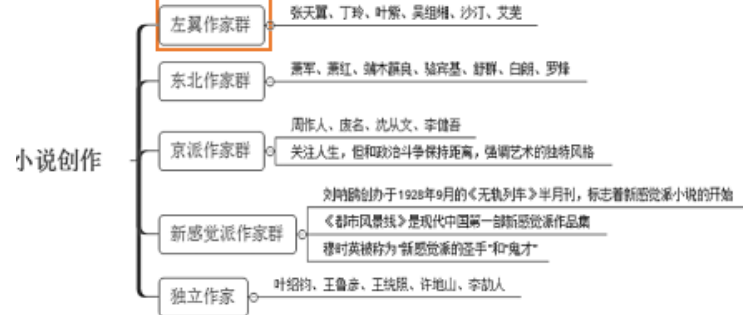 小说创作
左翼作家群
张天翼、丁玲、叶紫、吴组缃、沙汀、艾芜
东北作家群
萧军、萧红、端木蕻良、骆宾基、舒群、白朗、罗烽
京派作家群
周作人、废名、沈从文、李健吾
关注人生，但和政治斗争保持距离，强调艺术的独特风格
新感觉派作家群
刘呐鸥创办于1928年9月的《无轨列车》半月刊，标志着新感觉派小说的开始
《都市风景线》是现代中国第一部新感觉派作品集
穆时英被称为“新感觉派的圣手”和“鬼才”
独立作家
叶绍钧、王鲁彦、王统照、许地山、李劼人